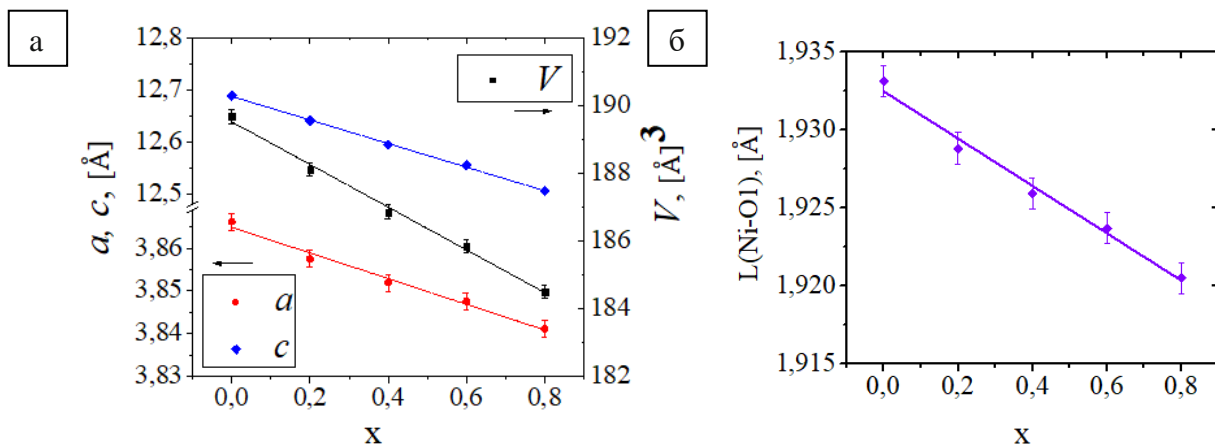 а
12,8
12,7
12,6
12,5
3,86
3,85
3,84
3,83
a, c, [Å]
0,0 0,2 0,4 0,6 0,8
x
V
a
c
192
190
188
186
184
182
V, [Å]³
б
1,935
1,930
1,925
1,920
1,915
L(Ni-O1), [Å]
0,0 0,2 0,4 0,6 0,8
x